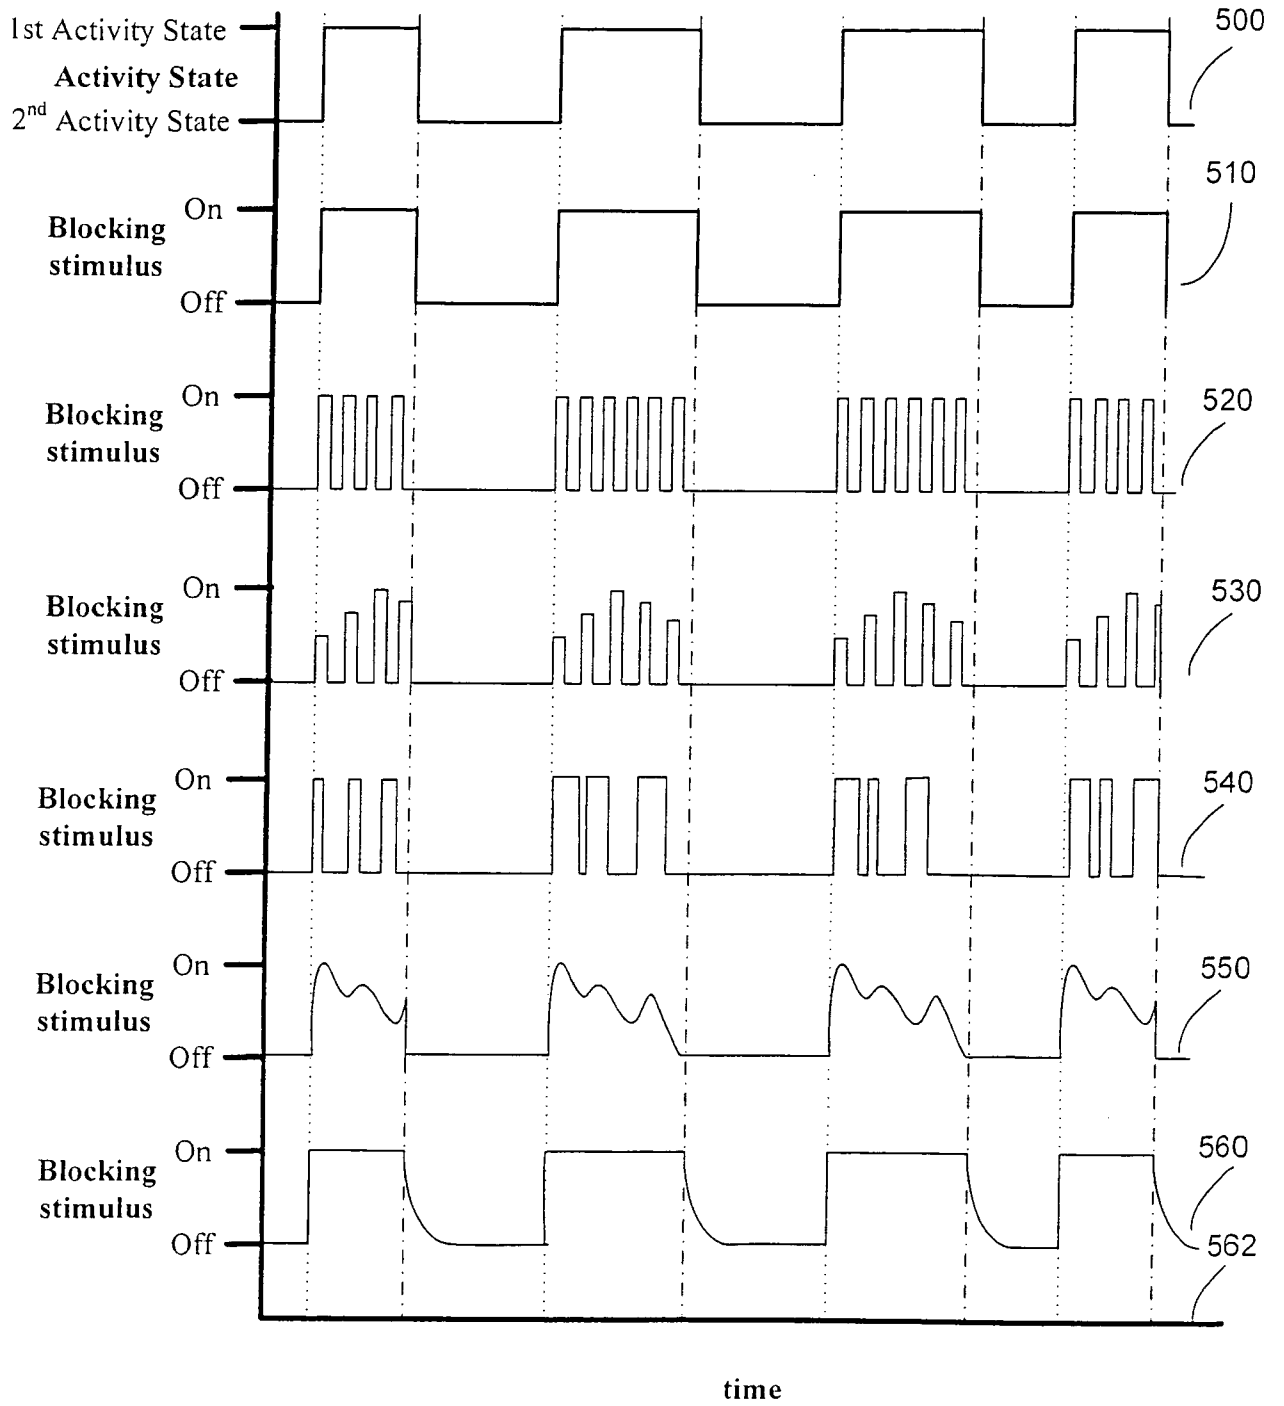 1st Activity State
500
Activity State
2nd Activity State
510
On
Blocking
stimulus
Off
On
520
Blocking
stimulus
Off
On
530
Blocking
stimulus
Off
On
540
Blocking
stimulus
Off
On
550
Blocking
stimulus
Off
On
560
Blocking
stimulus
Off
562
time